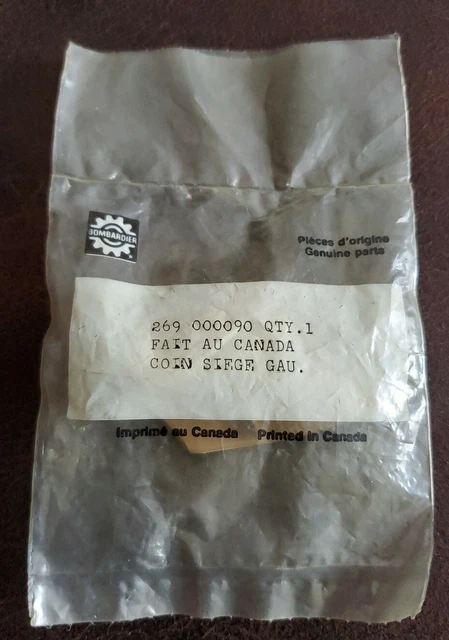 BOMBARDIER
Pièces d'origine
Genuine parts
269 000090 QTY.1
FAIT AU CANADA
COIN SIEGE GAU.
Imprimé au Canada Printed in Canada